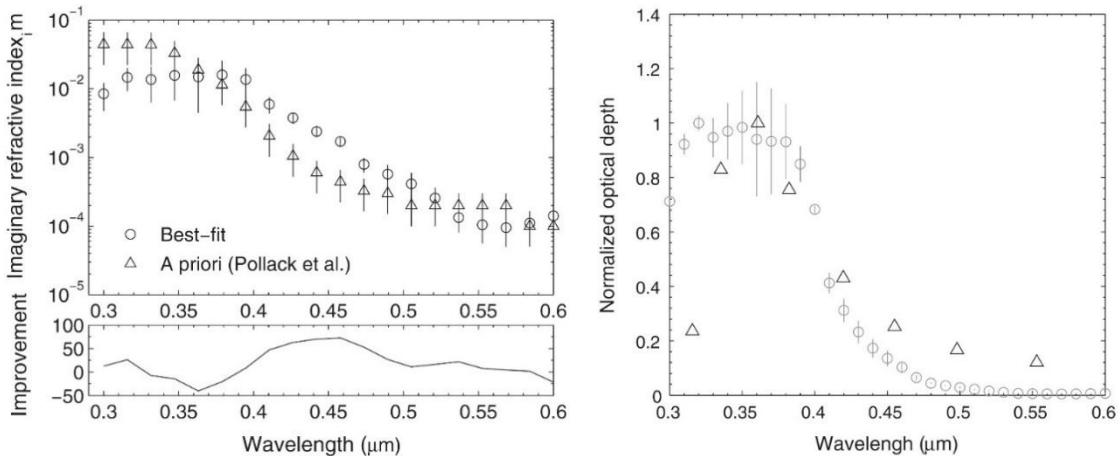 Imaginary refractive index,m
10⁻¹
10⁻²
10⁻³
10⁻⁴
10⁻⁵
Best-fit
A priori (Pollack et al.)
0.3 0.35 0.4 0.45 0.5 0.55 0.6
Improvement
100
50
0
−50
0.3 0.35 0.4 0.45 0.5 0.55 0.6
Wavelength (μm)
Normalized optical depth
1.4
1.2
1
0.8
0.6
0.4
0.2
0
0.3 0.35 0.4 0.45 0.5 0.55 0.6
Wavelengh (μm)